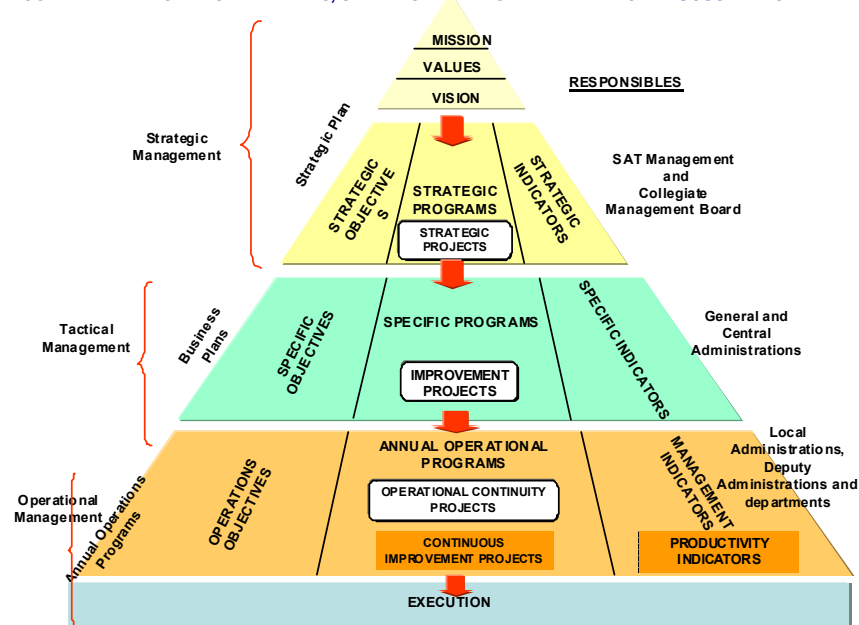 MISSION
VALUES
VISION
RESPONSIBLES
Strategic
Management
Strategic Plan
STRATEGIC
OBJECTIVE
S
STRATEGIC
PROGRAMS
STRATEGIC
PROJECTS
STRATEGIC
INDICATORS
SAT Management
and
Collegiate
Management Board
Tactical
Management
Business
Plans
SPECIFIC
OBJECTIVES
SPECIFIC PROGRAMS
IMPROVEMENT
PROJECTS
SPECIFIC INDICATORS
General and
Central
Administrations
Operational
Management
Annual Operations
Programs
OPERATIONS
OBJECTIVES
ANNUAL OPERATIONAL
PROGRAMS
OPERATIONAL CONTINUITY
PROJECTS
CONTINUOUS
IMPROVEMENT PROJECTS
MANAGEMENT
INDICATORS
PRODUCTIVITY
INDICATORS
Local
Administrations,
Deputy
Administrations and
departments
EXECUTION